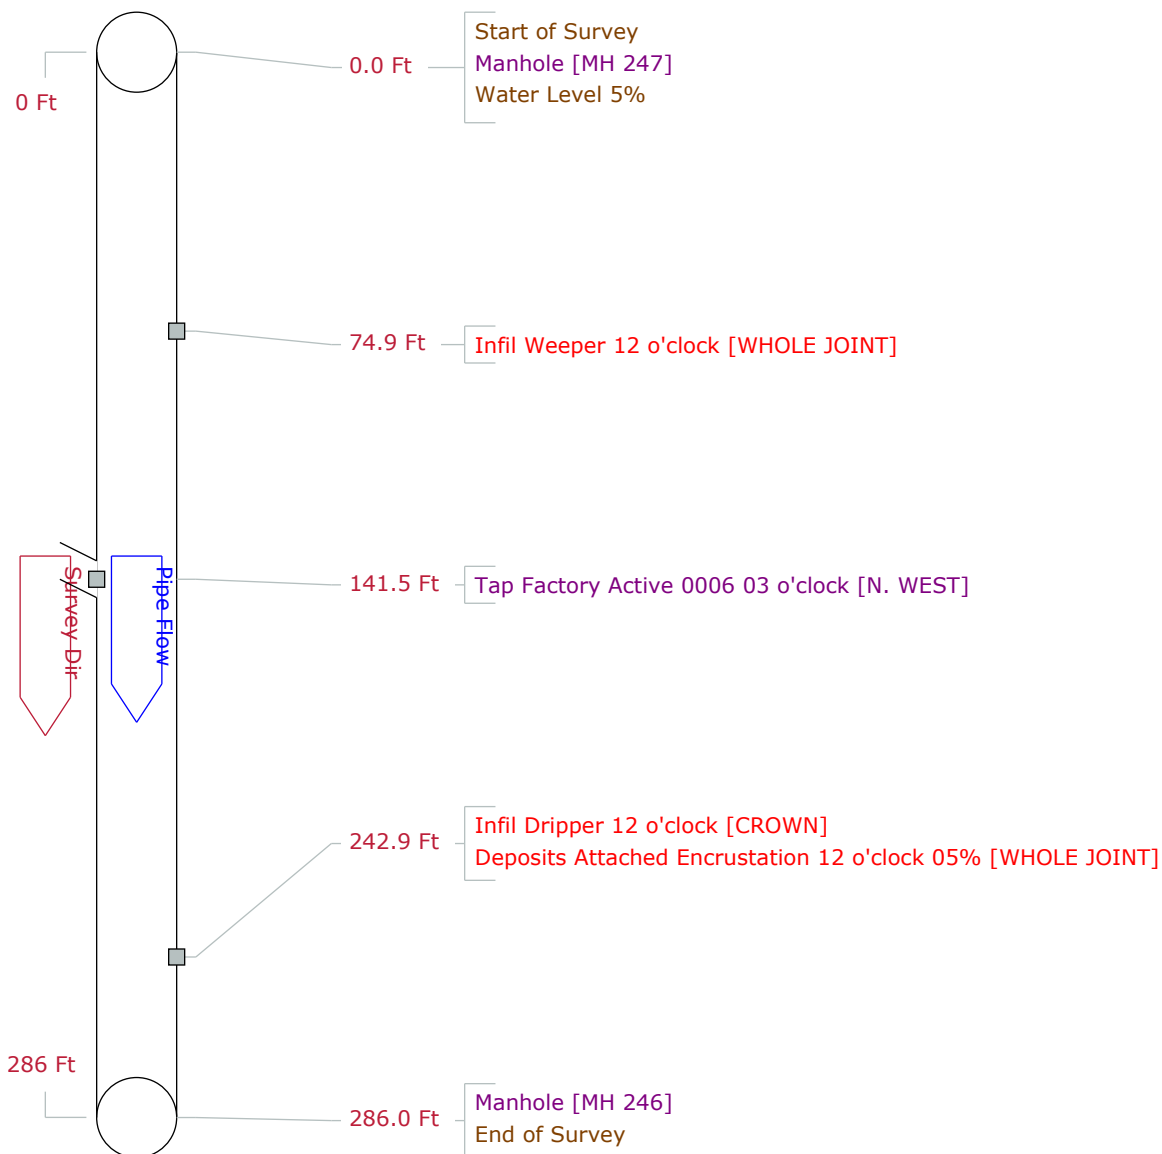 Start of Survey
0.0 Ft
Manhole [MH 247]
Water Level 5%
0 Ft
74.9 Ft
Infil Weeper 12 o'clock [WHOLE JOINT]
Survey Dir
Pipe Flow
141.5 Ft
Tap Factory Active 0006 03 o'clock [N. WEST]
242.9 Ft
Infil Dripper 12 o'clock [CROWN]
Deposits Attached Encrustation 12 o'clock 05% [WHOLE JOINT]
286 Ft
286.0 Ft
Manhole [MH 246]
End of Survey